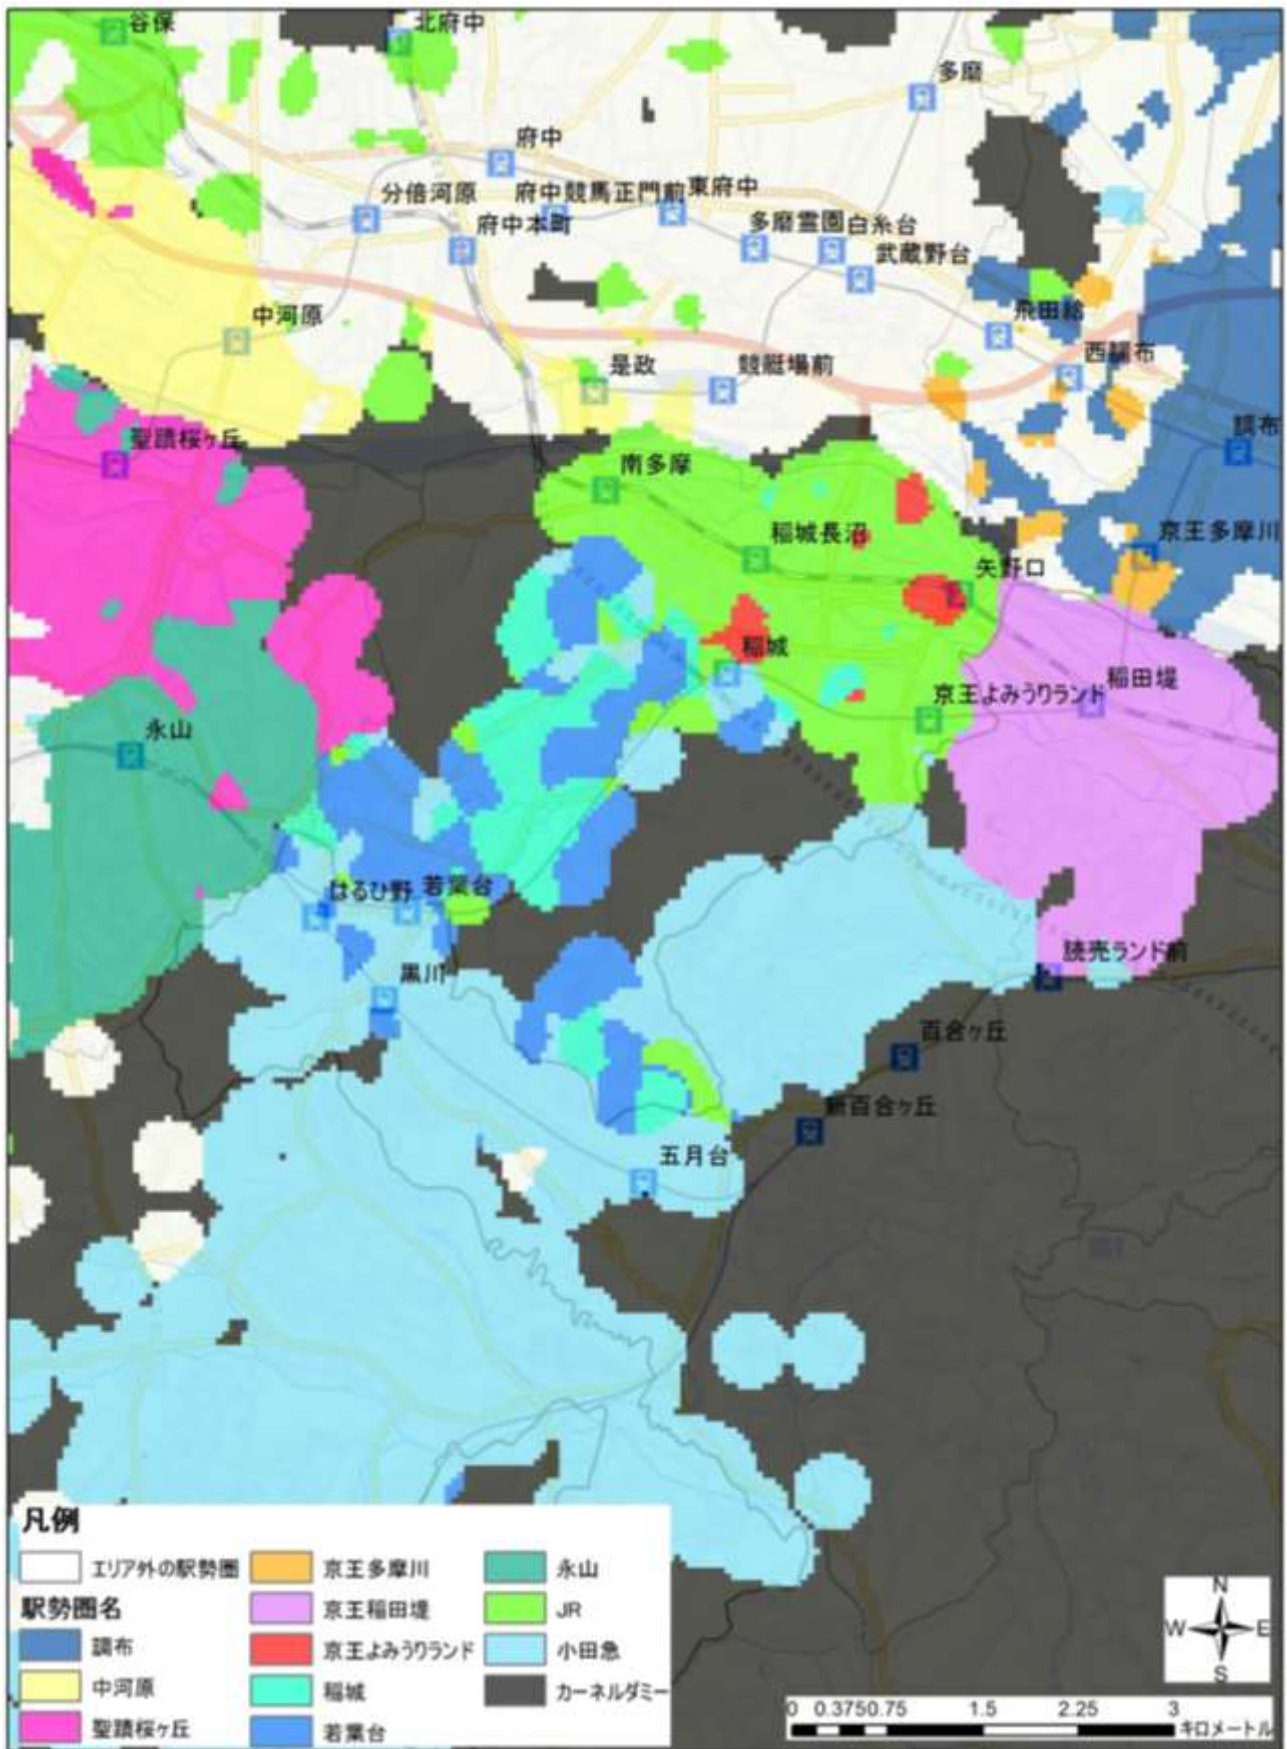 谷保
北府中
多磨
府中
分倍河原
府中競馬正門前
東府中
府中本町
多磨霊園
白糸台
武蔵野台
中河原
飛田給
是政
競艇場前
西調布
聖蹟桜ヶ丘
調布
南多摩
稲城長沼
京王多摩川
矢野口
稲城
稲田堤
京王よみうりランド
永山
はるひ野
若葉台
読売ランド前
黒川
百合ヶ丘
新百合ヶ丘
五月台
凡例
エリア外の駅勢圏
駅勢圏名
調布
中河原
聖蹟桜ヶ丘
京王多摩川
京王稲田堤
京王よみうりランド
稲城
若葉台
永山
JR
小田急
カーネルダミー
N
W
E
S
0 0.375 0.75 1.5 2.25 3
キロメートル